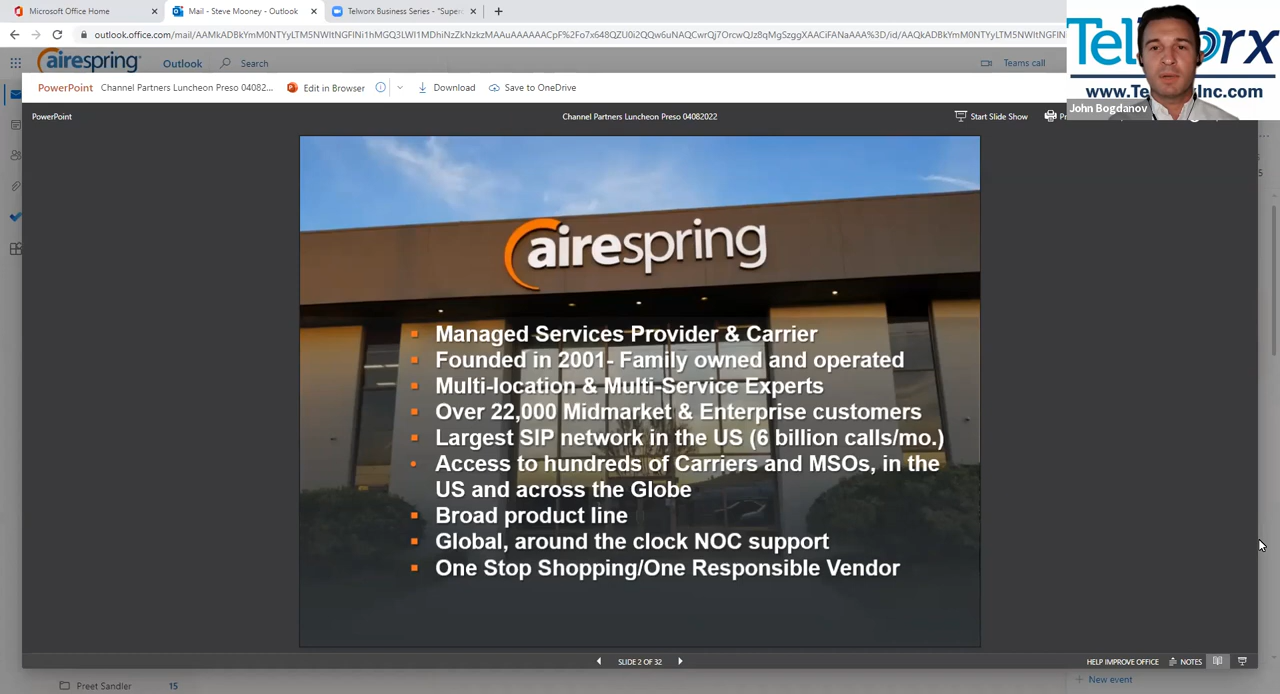 Microsoft Office Home
Mail - Steve Mooney - Outlook
Telworx Business Series - "Super
airespring
Outlook
Search
Teams call
PowerPoint
Channel Partners Luncheon Preso 04082...
Edit in Browser
Download
Save to OneDrive
PowerPoint
Channel Partners Luncheon Preso 04082022
Start Slide Show
John Bogdanov
airespring
Managed Services Provider & Carrier
Founded in 2001- Family owned and operated
Multi-location & Multi-Service Experts
Over 22,000 Midmarket & Enterprise customers
Largest SIP network in the US (6 billion calls/mo.)
Access to hundreds of Carriers and MSOs, in the
US and across the Globe
Broad product line
Global, around the clock NOC support
One Stop Shopping/One Responsible Vendor
SLIDE 2 OF 32
HELP IMPROVE OFFICE
NOTES
Preet Sandler
15
New event